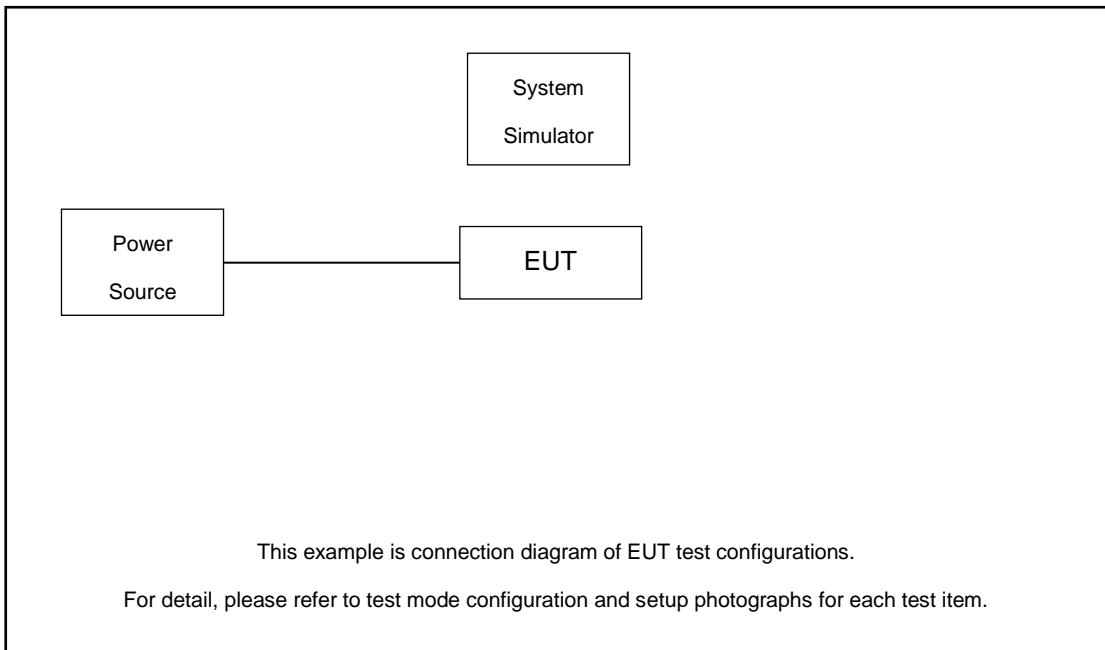 System
Simulator
Power
Source
EUT
This example is connection diagram of EUT test configurations.
For detail, please refer to test mode configuration and setup photographs for each test item.